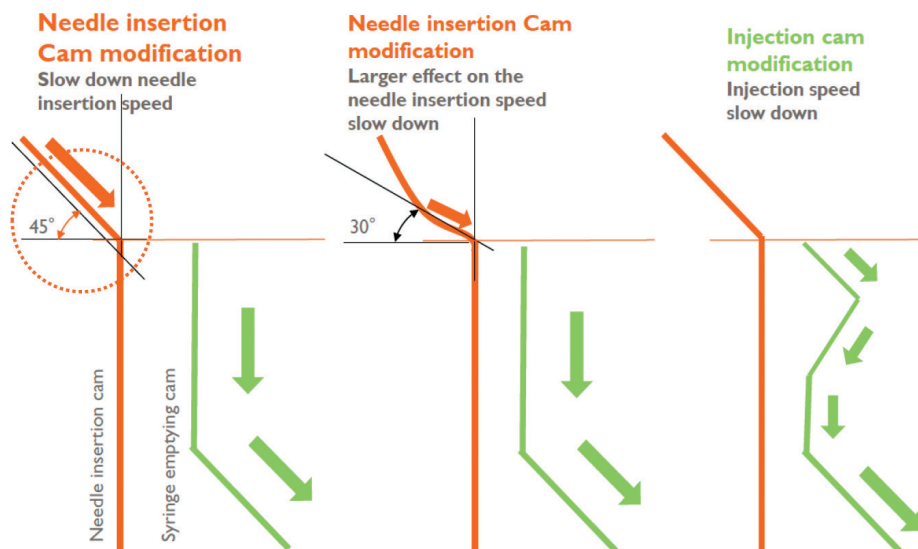 Needle insertion
Cam modification
Slow down needle
insertion speed
45°
Needle insertion cam
Syringe emptying cam
Needle insertion Cam
modification
Larger effect on the
needle insertion speed
slow down
30°
Injection cam
modification
Injection speed
slow down